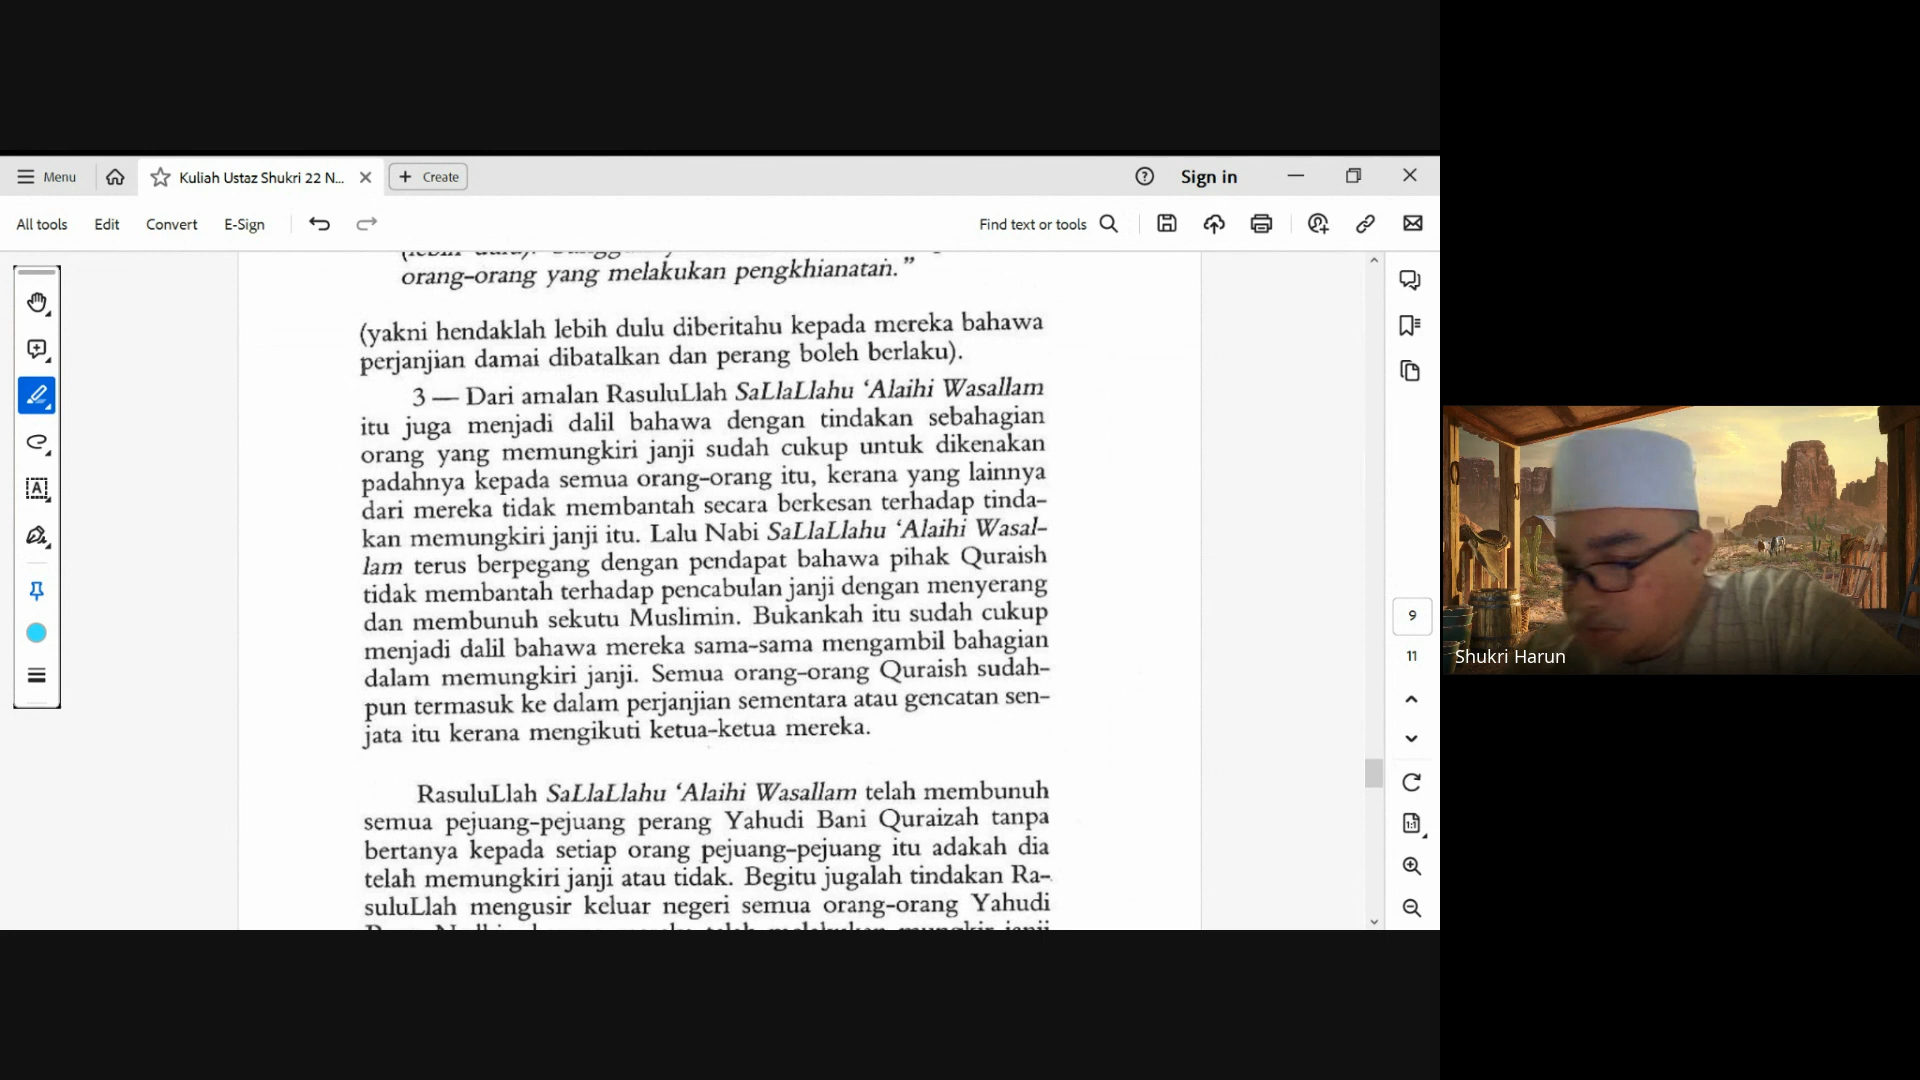 Menu
Kuliah Ustaz Shukri 22 N...
Create
Sign in
All tools
Edit
Convert
E-Sign
Find text or tools
orang-orang yang melakukan pengkhianatan."
(yakni hendaklah lebih dulu diberitahu kepada mereka bahawa
perjanjian damai dibatalkan dan perang boleh berlaku).
3 — Dari amalan RasuluLlah SaLlaLlahu 'Alaihi Wasallam
itu juga menjadi dalil bahawa dengan tindakan sebahagian
orang yang memungkiri janji sudah cukup untuk dikenakan
padahnya kepada semua orang-orang itu, kerana yang lainnya
dari mereka tidak membantah secara berkesan terhadap tinda-
kan memungkiri janji itu. Lalu Nabi SaLlaLlahu 'Alaihi Wasal-
lam terus berpegang dengan pendapat bahawa pihak Quraish
tidak membantah terhadap pencabulan janji dengan menyerang
dan membunuh sekutu Muslimin. Bukankah itu sudah cukup
menjadi dalil bahawa mereka sama-sama mengambil bahagian
dalam memungkiri janji. Semua orang-orang Quraish sudah-
pun termasuk ke dalam perjanjian sementara atau gencatan sen-
jata itu kerana mengikuti ketua-ketua mereka.
RasuluLlah SaLlaLlahu 'Alaihi Wasallam telah membunuh
semua pejuang-pejuang perang Yahudi Bani Quraizah tanpa
bertanya kepada setiap orang pejuang-pejuang itu adakah dia
telah memungkiri janji atau tidak. Begitu jugalah tindakan Ra-
suluLlah mengusir keluar negeri semua orang-orang Yahudi
9
11
Shukri Harun